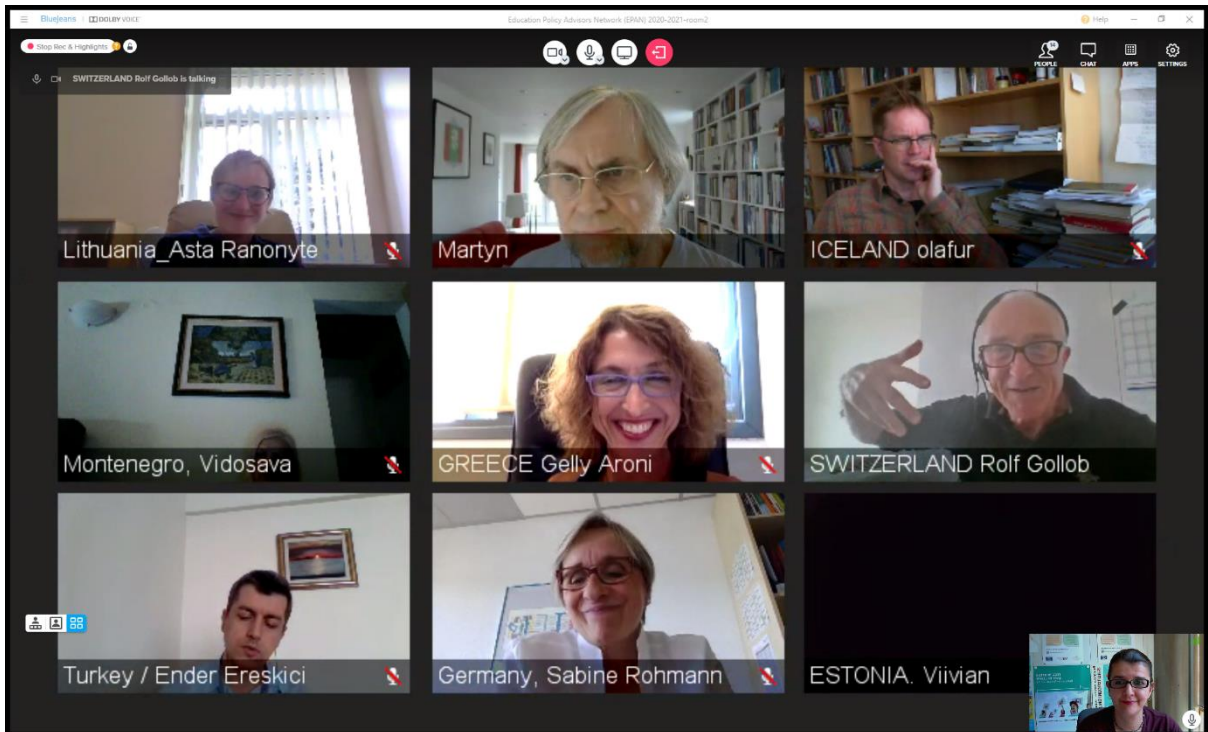 Bluejeans | DOLBY VOICE
Education Policy Advisors Network (EPAN) 2020-2021-room2
Help
Stop Rec & Highlights
PEOPLE
CHAT
APPS
SETTINGS
SWITZERLAND Rolf Gollob is talking
Lithuania_Asta Ranonyte
Martyn
ICELAND olafur
Montenegro, Vidosava
GREECE Gelly Aroni
SWITZERLAND Rolf Gollob
Turkey / Ender Ereskici
Germany, Sabine Rohmann
ESTONIA. Viivian